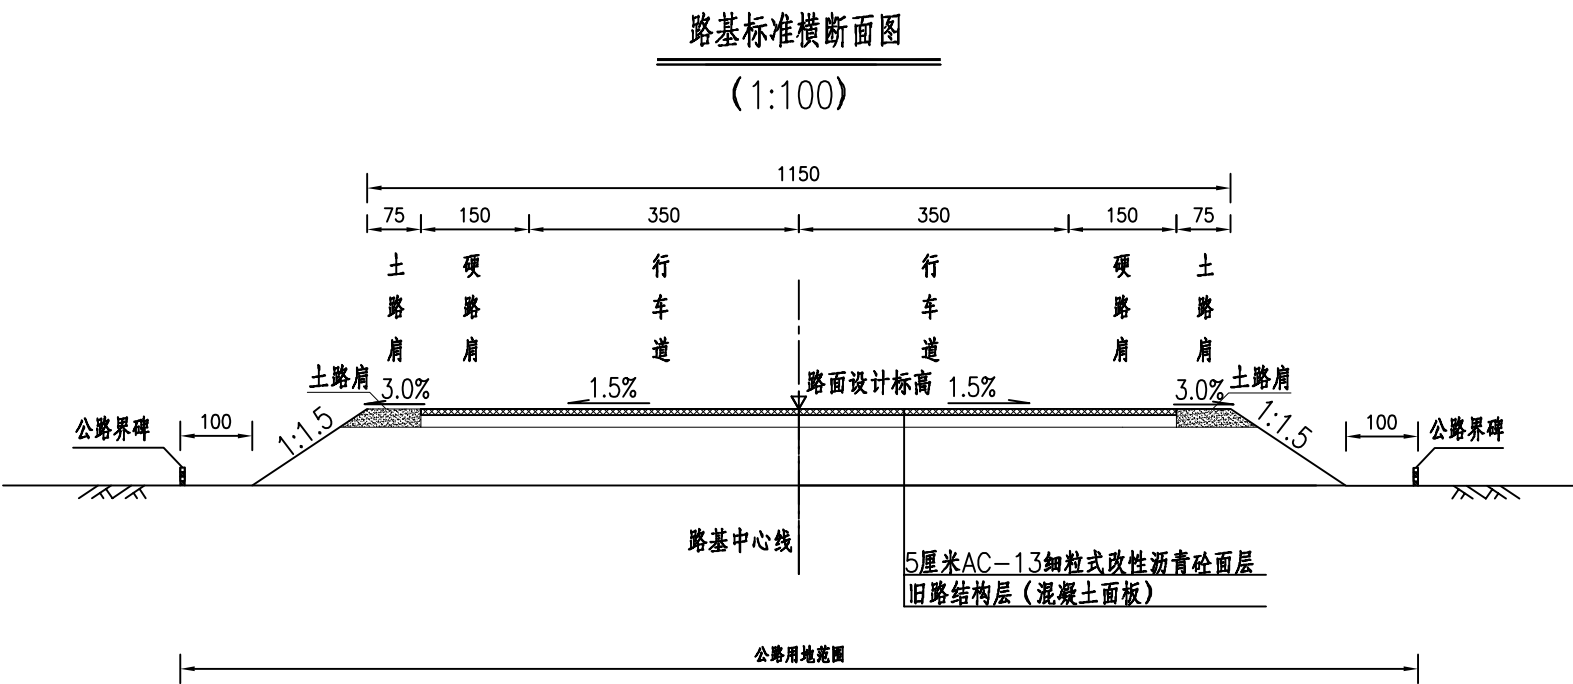 路基标准横断面图
(1:100)
1150
75
150
350
350
150
75
土路肩
硬路肩
行车道
行车道
硬路肩
土路肩
土路肩
3.0%
1.5%
路面设计标高
1.5%
3.0%
土路肩
公路界碑
100
1:1.5
1:1.5
100
公路界碑
路基中心线
5厘米AC-13细粒式改性沥青砼面层
旧路结构层（混凝土面板）
公路用地范围